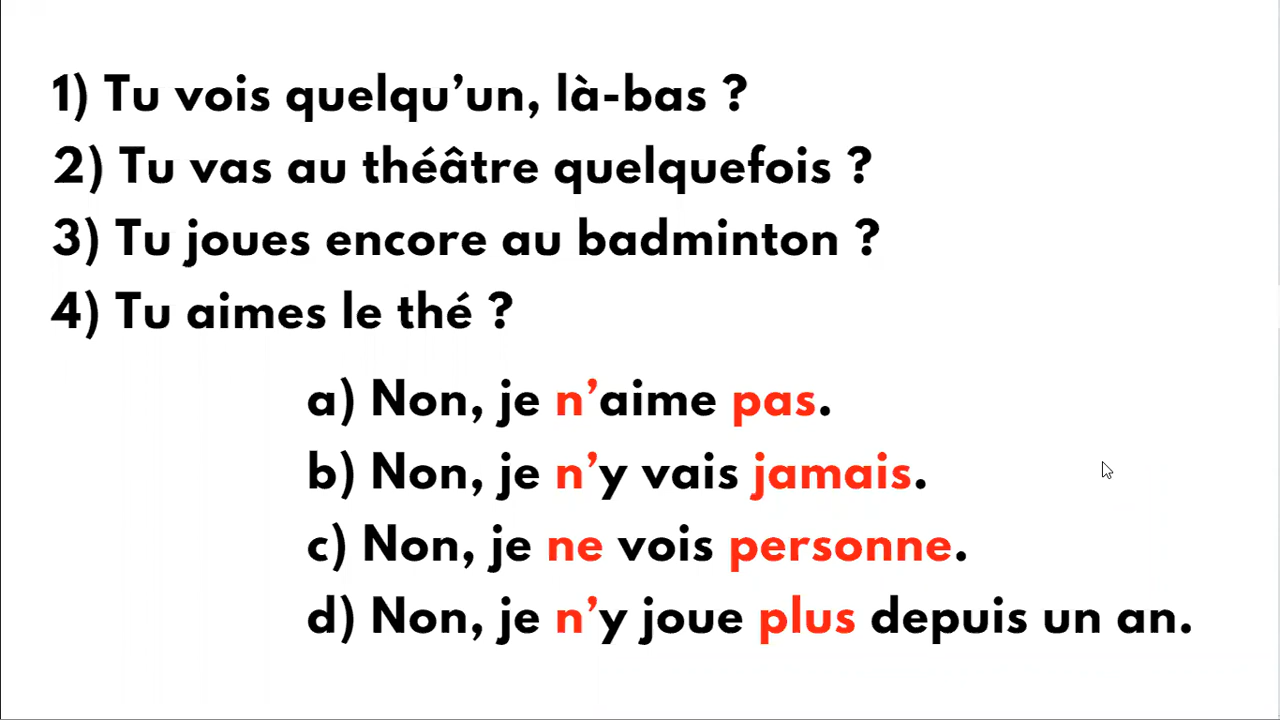 1) Tu vois quelqu’un, là-bas ?
2) Tu vas au théâtre quelquefois ?
3) Tu joues encore au badminton ?
4) Tu aimes le thé ?
a) Non, je n’aime pas.
b) Non, je n’y vais jamais.
c) Non, je ne vois personne.
d) Non, je n’y joue plus depuis un an.